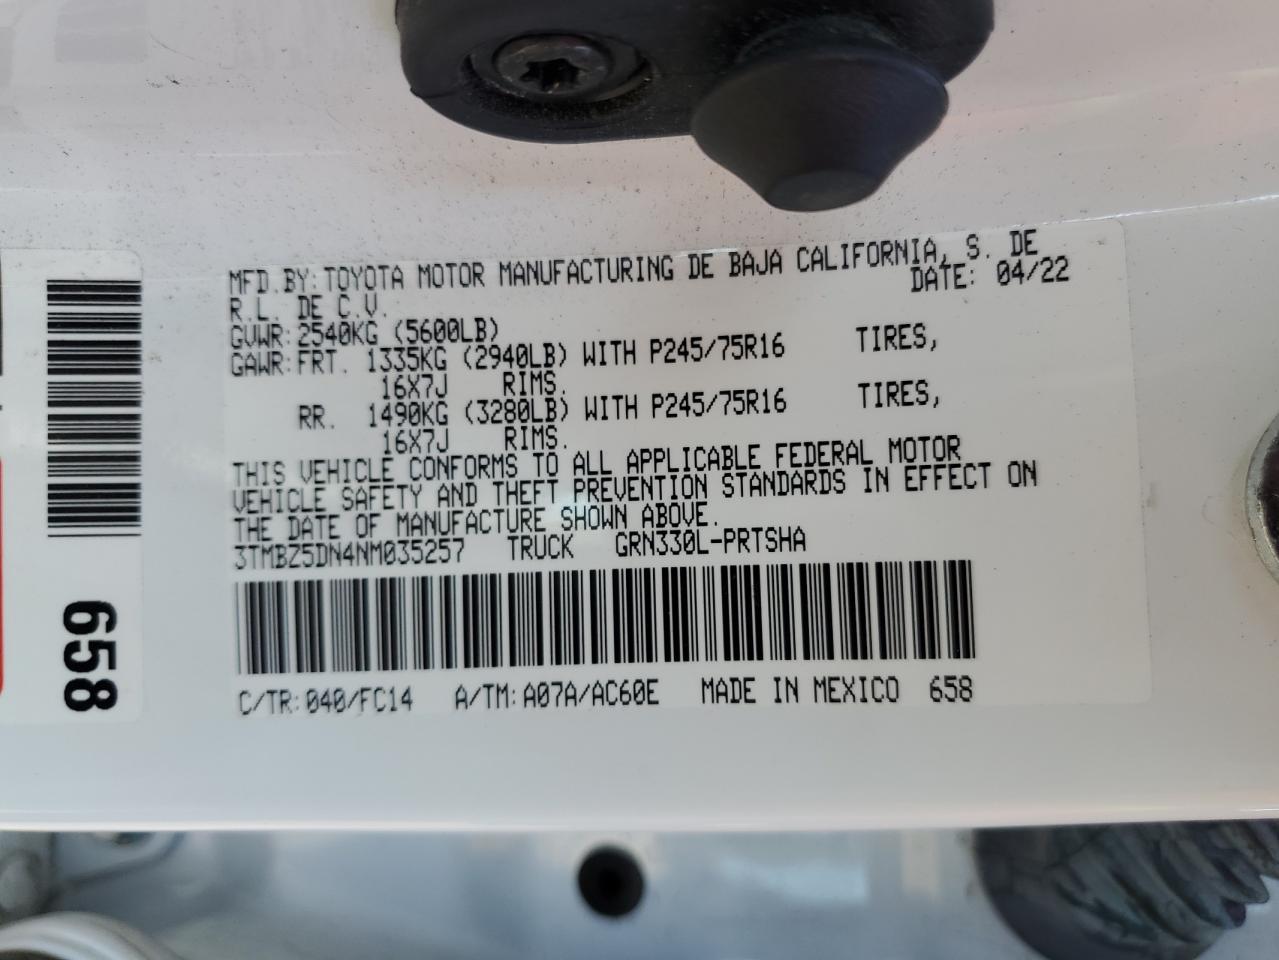 MFD.BY:TOYOTA MOTOR MANUFACTURING DE BAJA CALIFORNIA, S. DE
R.L. DE C.V. DATE: 04/22
GVWR:2540KG (5600LB)
GAWR:FRT. 1335KG (2940LB) WITH P245/75R16 TIRES,
16X7J RIMS.
RR. 1490KG (3280LB) WITH P245/75R16 TIRES,
16X7J RIMS.
THIS VEHICLE CONFORMS TO ALL APPLICABLE FEDERAL MOTOR
VEHICLE SAFETY AND THEFT PREVENTION STANDARDS IN EFFECT ON
THE DATE OF MANUFACTURE SHOWN ABOVE.
3TMBZ5DN4NM035257 TRUCK GRN330L-PRTSHA
C/TR:040/FC14 A/TM:A07A/AC60E MADE IN MEXICO 658
658